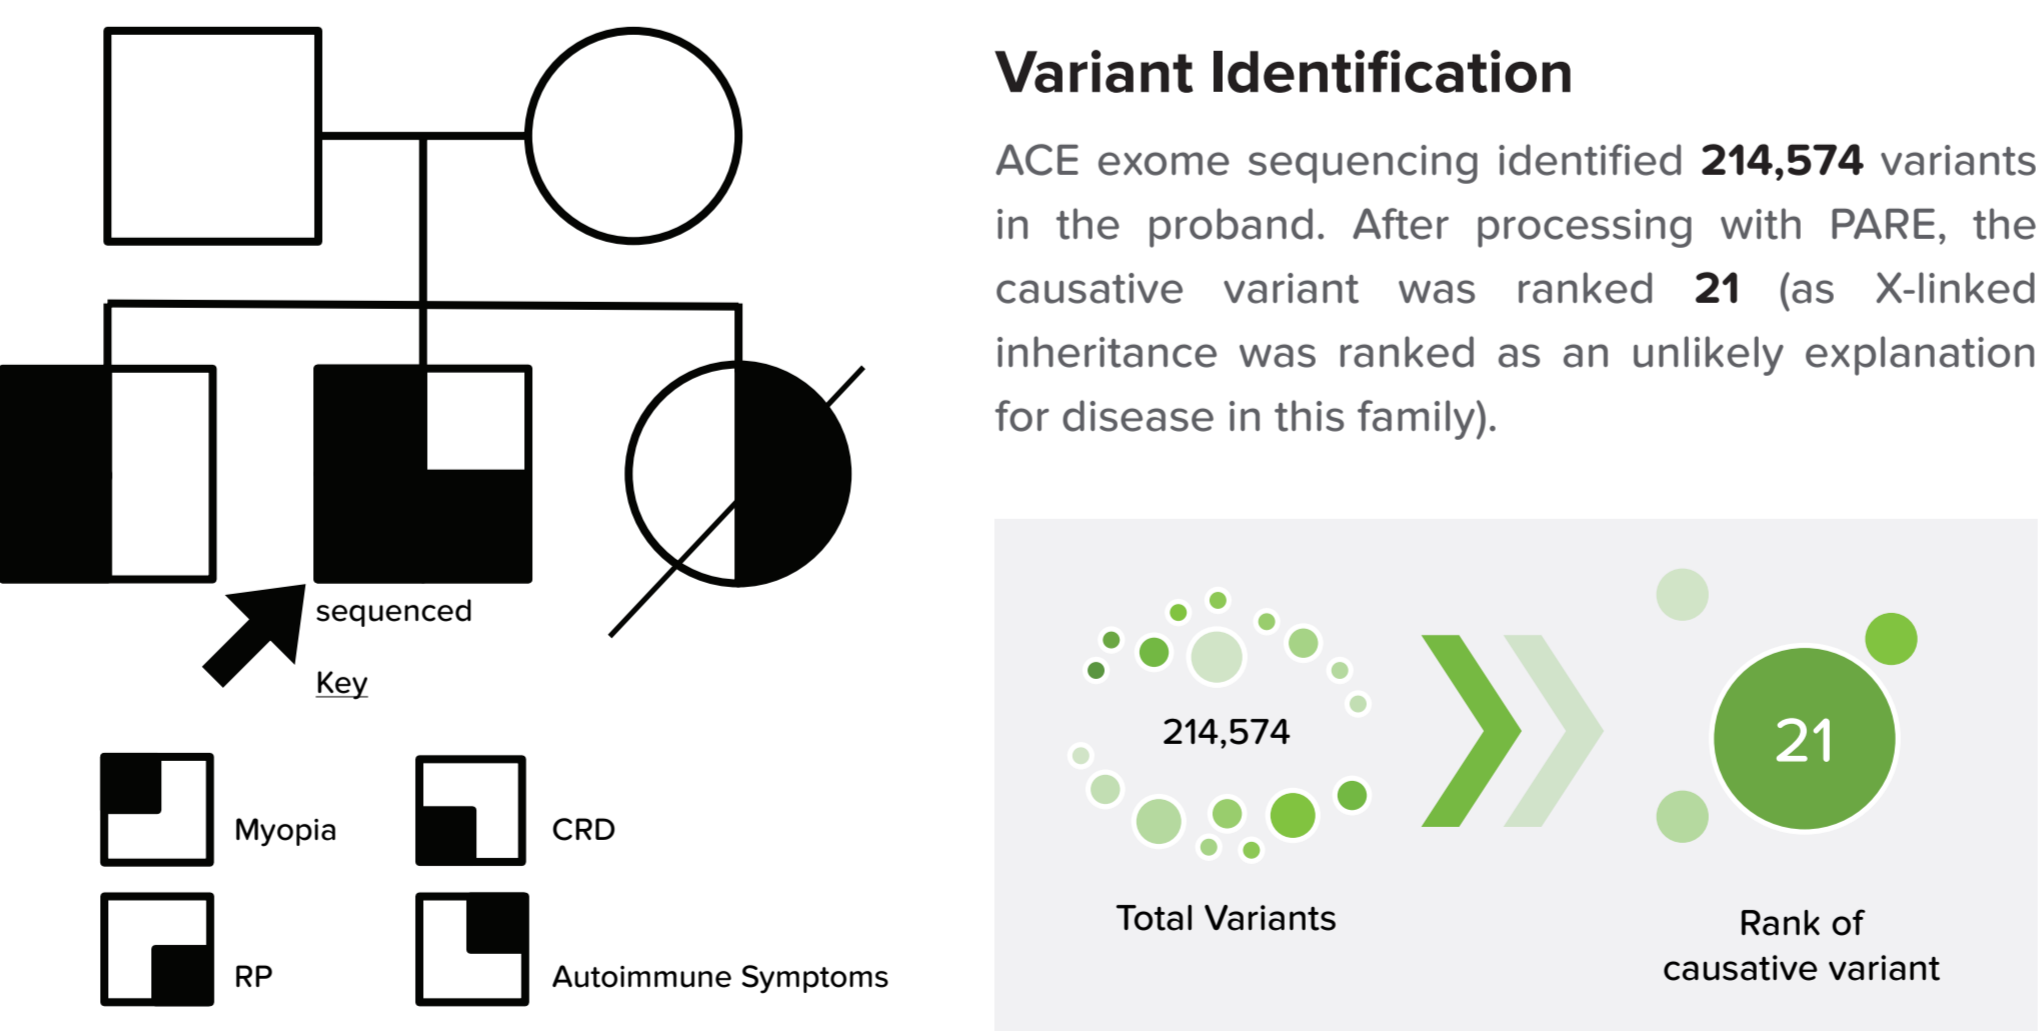 Variant Identification
ACE exome sequencing identified 214,574 variants
in the proband. After processing with PARE, the
causative variant was ranked 21 (as X-linked
inheritance was ranked as an unlikely explanation
for disease in this family).
sequenced
Key
Myopia
CRD
RP
Autoimmune Symptoms
214,574
21
Total Variants
Rank of
causative variant